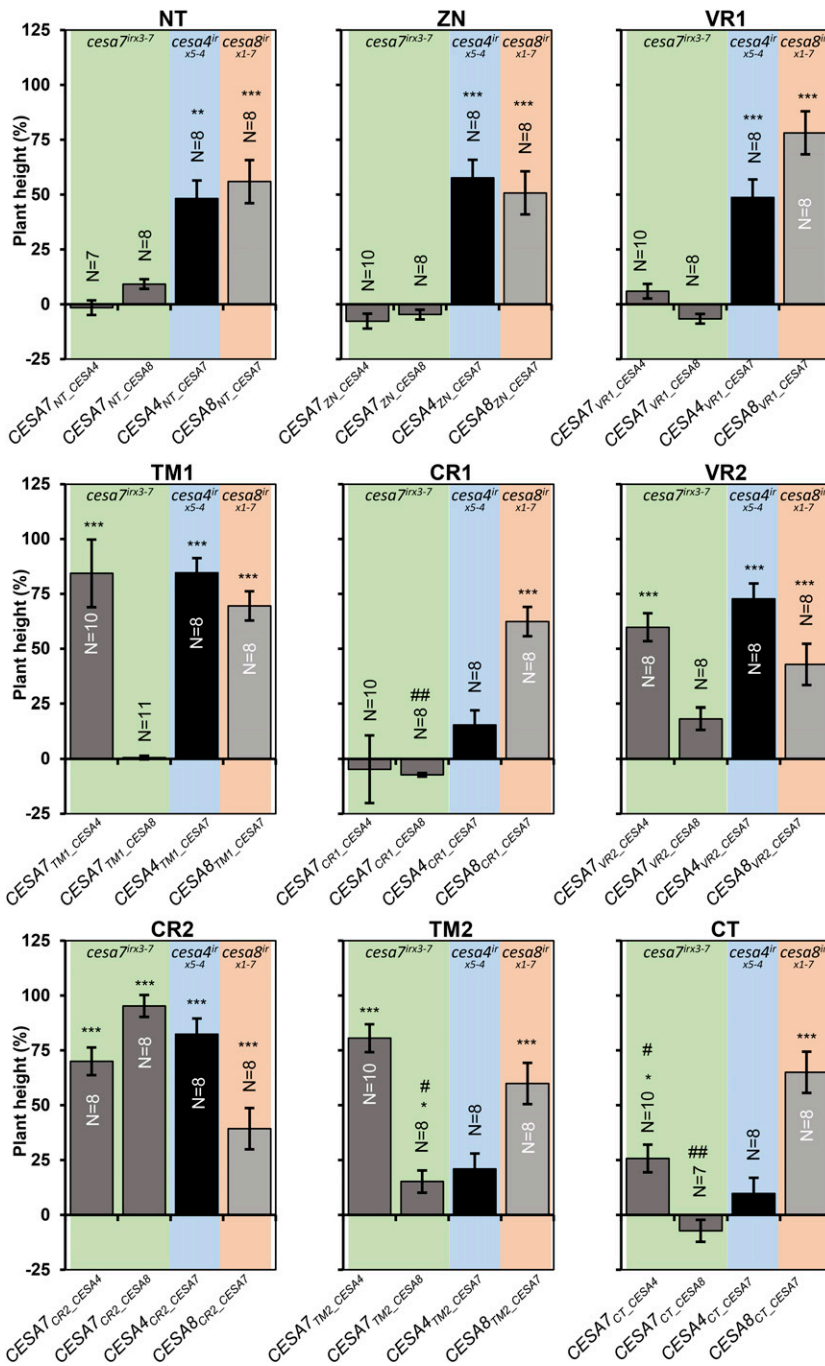 NT
ZN
VR1
Plant height (%)
125
100
75
50
25
0
-25
cesa7irx3-7
cesa4ir
x5-4
cesa8ir
x1-7
N=7
N=8
**
N=8
***
N=8
CESA7NT_CESA4
CESA7NT_CESA8
CESA4NT_CESA7
CESA8NT_CESA7
cesa7irx3-7
cesa4ir
x5-4
cesa8ir
x1-7
N=10
N=8
***
N=8
***
N=8
CESA7ZN_CESA4
CESA7ZN_CESA8
CESA4ZN_CESA7
CESA8ZN_CESA7
cesa7irx3-7
cesa4ir
x5-4
cesa8ir
x1-7
N=10
N=8
***
N=8
***
N=8
CESA7VR1_CESA4
CESA7VR1_CESA8
CESA4VR1_CESA7
CESA8VR1_CESA7
TM1
CR1
VR2
Plant height (%)
125
100
75
50
25
0
-25
cesa7irx3-7
cesa4ir
x5-4
cesa8ir
x1-7
***
N=10
N=11
***
N=8
***
N=8
CESA7TM1_CESA4
CESA7TM1_CESA8
CESA4TM1_CESA7
CESA8TM1_CESA7
cesa7irx3-7
cesa4ir
x5-4
cesa8ir
x1-7
N=10
##
N=8
N=8
***
N=8
CESA7CR1_CESA4
CESA7CR1_CESA8
CESA4CR1_CESA7
CESA8CR1_CESA7
cesa7irx3-7
cesa4ir
x5-4
cesa8ir
x1-7
***
N=8
N=8
***
N=8
***
N=8
CESA7VR2_CESA4
CESA7VR2_CESA8
CESA4VR2_CESA7
CESA8VR2_CESA7
CR2
TM2
CT
Plant height (%)
125
100
75
50
25
0
-25
cesa7irx3-7
cesa4ir
x5-4
cesa8ir
x1-7
***
N=8
***
N=8
***
N=8
***
N=8
CESA7CR2_CESA4
CESA7CR2_CESA8
CESA4CR2_CESA7
CESA8CR2_CESA7
cesa7irx3-7
cesa4ir
x5-4
cesa8ir
x1-7
***
N=10
#
*
N=8
N=8
***
N=8
CESA7TM2_CESA4
CESA7TM2_CESA8
CESA4TM2_CESA7
CESA8TM2_CESA7
cesa7irx3-7
cesa4ir
x5-4
cesa8ir
x1-7
#
*
N=10
##
N=7
N=8
***
N=8
CESA7CT_CESA4
CESA7CT_CESA8
CESA4CT_CESA7
CESA8CT_CESA7